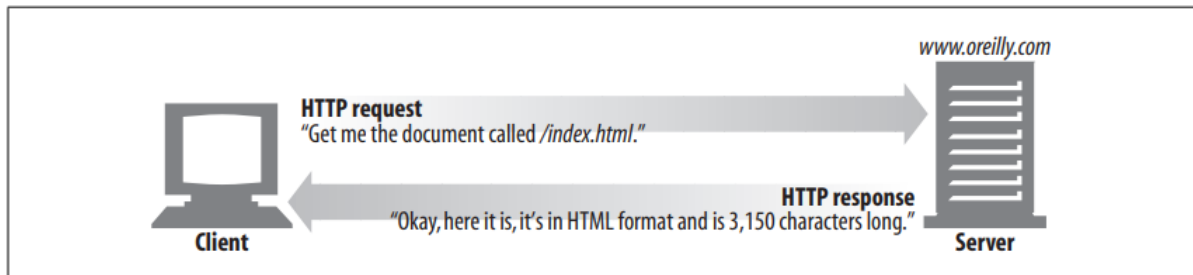 www.oreilly.com
HTTP request
“Get me the document called /index.html.”
HTTP response
“Okay, here it is, it’s in HTML format and is 3,150 characters long.”
Client
Server